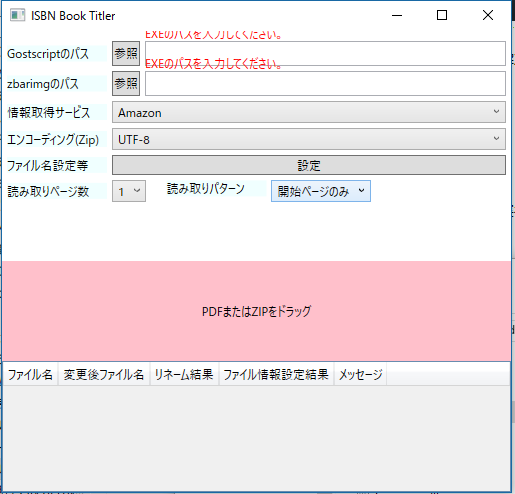 ISBN Book Titler
EXEのパスを入力してください。
Gostscriptのパス 参照
EXEのパスを入力してください。
zbarimgのパス 参照
情報取得サービス Amazon
エンコーディング(Zip) UTF-8
ファイル名設定等 設定
読み取りページ数 1 読み取りパターン 開始ページのみ
PDFまたはZIPをドラッグ
ファイル名 変更後ファイル名 リネーム結果 ファイル情報設定結果 メッセージ